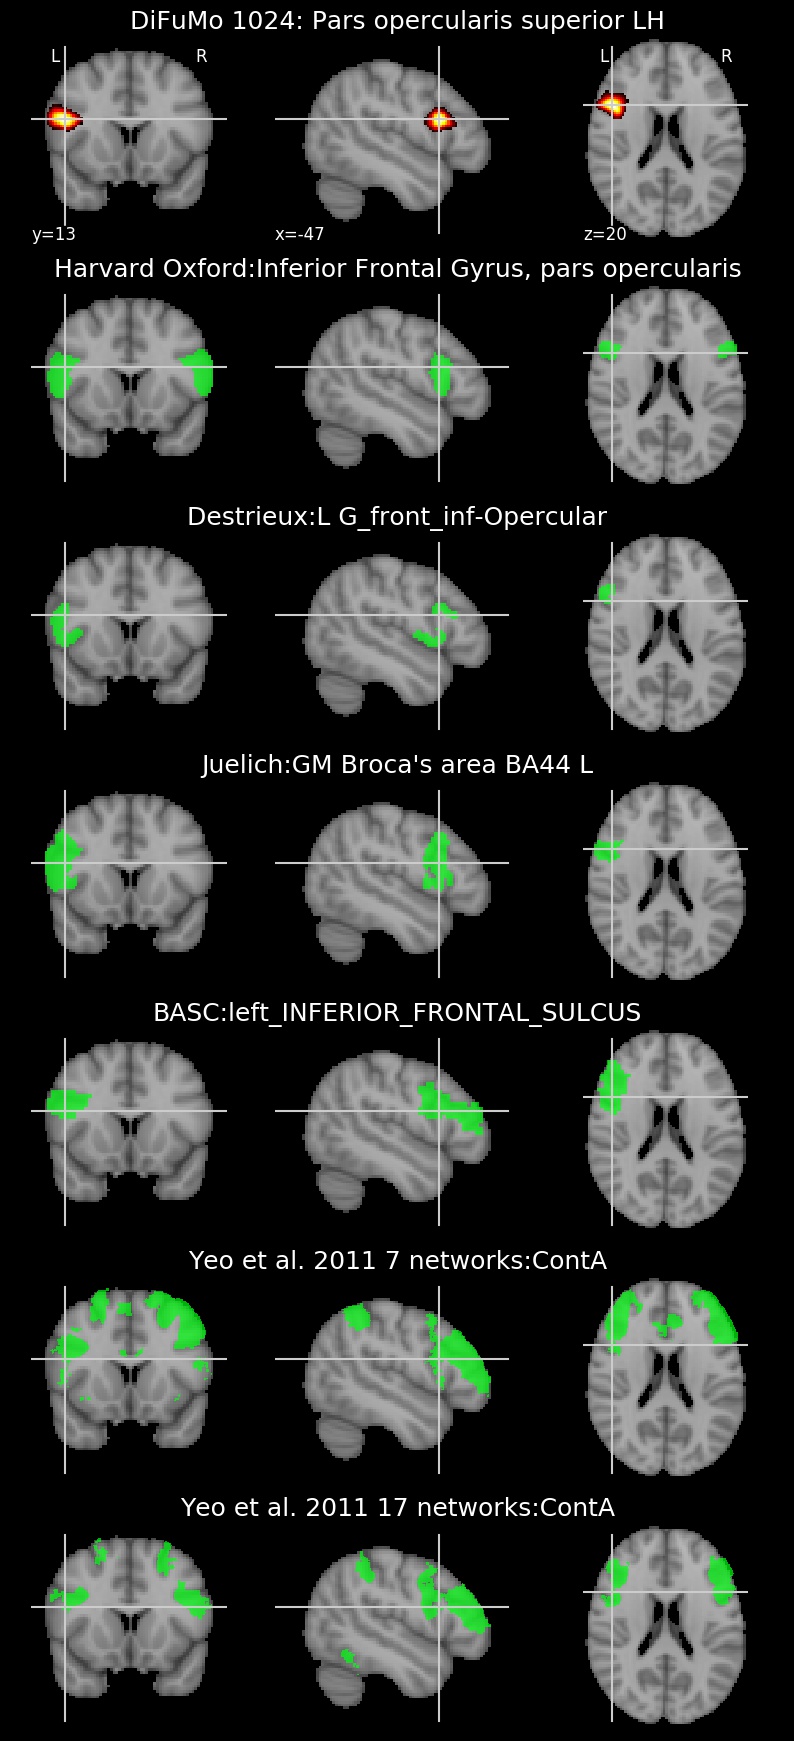 DiFuMo 1024: Pars opercularis superior LH
L R L R
y=13 x=-47 z=20
Harvard Oxford:Inferior Frontal Gyrus, pars opercularis
Destrieux:L G_front_inf-Opercular
Juelich:GM Broca's area BA44 L
BASC:left_INFERIOR_FRONTAL_SULCUS
Yeo et al. 2011 7 networks:ContA
Yeo et al. 2011 17 networks:ContA